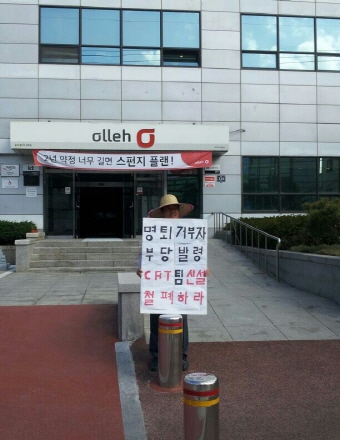 olleh
2년 약정 너무 길면 스펀지 플랜!
명퇴거부자
부당발령
CFT팀신설
철폐하라